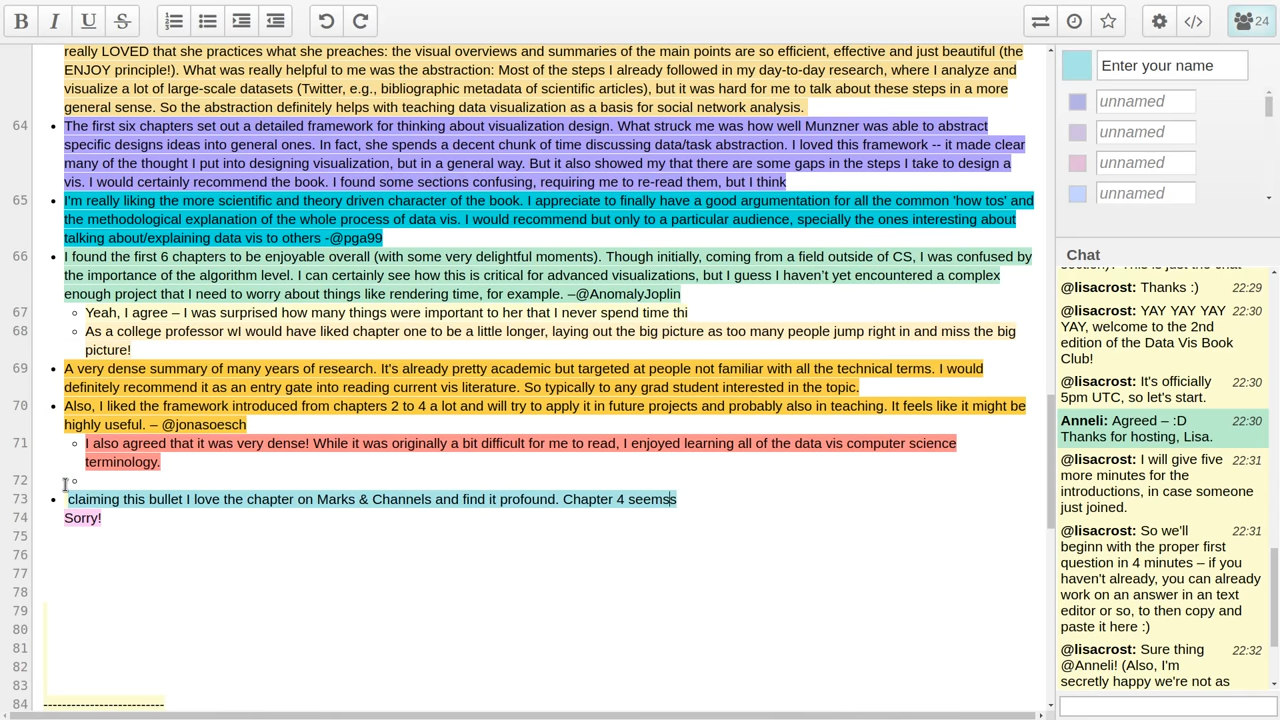 B I U S 24
really LOVED that she practices what she preaches: the visual overviews and summaries of the main points are so efficient, effective and just beautiful (the
ENJOY principle!). What was really helpful to me was the abstraction: Most of the steps I already followed in my day-to-day research, where I analyze and
visualize a lot of large-scale datasets (Twitter, e.g., bibliographic metadata of scientific articles), but it was hard for me to talk about these steps in a more
general sense. So the abstraction definitely helps with teaching data visualization as a basis for social network analysis.
64 • The first six chapters set out a detailed framework for thinking about visualization design. What struck me was how well Munzner was able to abstract
specific designs ideas into general ones. In fact, she spends a decent chunk of time discussing data/task abstraction. I loved this framework -- it made clear
many of the thought I put into designing visualization, but in a general way. But it also showed my that there are some gaps in the steps I take to design a
vis. I would certainly recommend the book. I found some sections confusing, requiring me to re-read them, but I think
65 • I'm really liking the more scientific and theory driven character of the book. I appreciate to finally have a good argumentation for all the common 'how tos' and
the methodological explanation of the whole process of data vis. I would recommend but only to a particular audience, specially the ones interesting about
talking about/explaining data vis to others -@pga99
66 • I found the first 6 chapters to be enjoyable overall (with some very delightful moments). Though initially, coming from a field outside of CS, I was confused by
the importance of the algorithm level. I can certainly see how this is critical for advanced visualizations, but I guess I haven't yet encountered a complex
enough project that I need to worry about things like rendering time, for example. –@AnomalyJoplin
67 ◦ Yeah, I agree – I was surprised how many things were important to her that I never spend time thi
68 ◦ As a college professor wI would have liked chapter one to be a little longer, laying out the big picture as too many people jump right in and miss the big
picture!
69 • A very dense summary of many years of research. It's already pretty academic but targeted at people not familiar with all the technical terms. I would
definitely recommend it as an entry gate into reading current vis literature. So typically to any grad student interested in the topic.
70 • Also, I liked the framework introduced from chapters 2 to 4 a lot and will try to apply it in future projects and probably also in teaching. It feels like it might be
highly useful. – @jonasoesch
71 ◦ I also agreed that it was very dense! While it was originally a bit difficult for me to read, I enjoyed learning all of the data vis computer science
terminology.
72 ◦
73 • claiming this bullet I love the chapter on Marks & Channels and find it profound. Chapter 4 seemss
74 Sorry!
75
76
77
78
79
80
81
82
83
84 --------------------------
Enter your name
unnamed
unnamed
unnamed
unnamed
Chat
@lisacrost: Thanks :) 22:29
@lisacrost: YAY YAY YAY 22:30
YAY, welcome to the 2nd
edition of the Data Vis Book
Club!
@lisacrost: It's officially 22:30
5pm UTC, so let's start.
Anneli: Agreed – :D 22:30
Thanks for hosting, Lisa.
@lisacrost: I will give five 22:31
more minutes for the
introductions, in case someone
just joined.
@lisacrost: So we'll 22:31
beginn with the proper first
question in 4 minutes – if you
haven't already, you can already
work on an answer in an text
editor or so, to then copy and
paste it here :)
@lisacrost: Sure thing 22:32
@Anneli! (Also, I'm
secretly happy we're not as